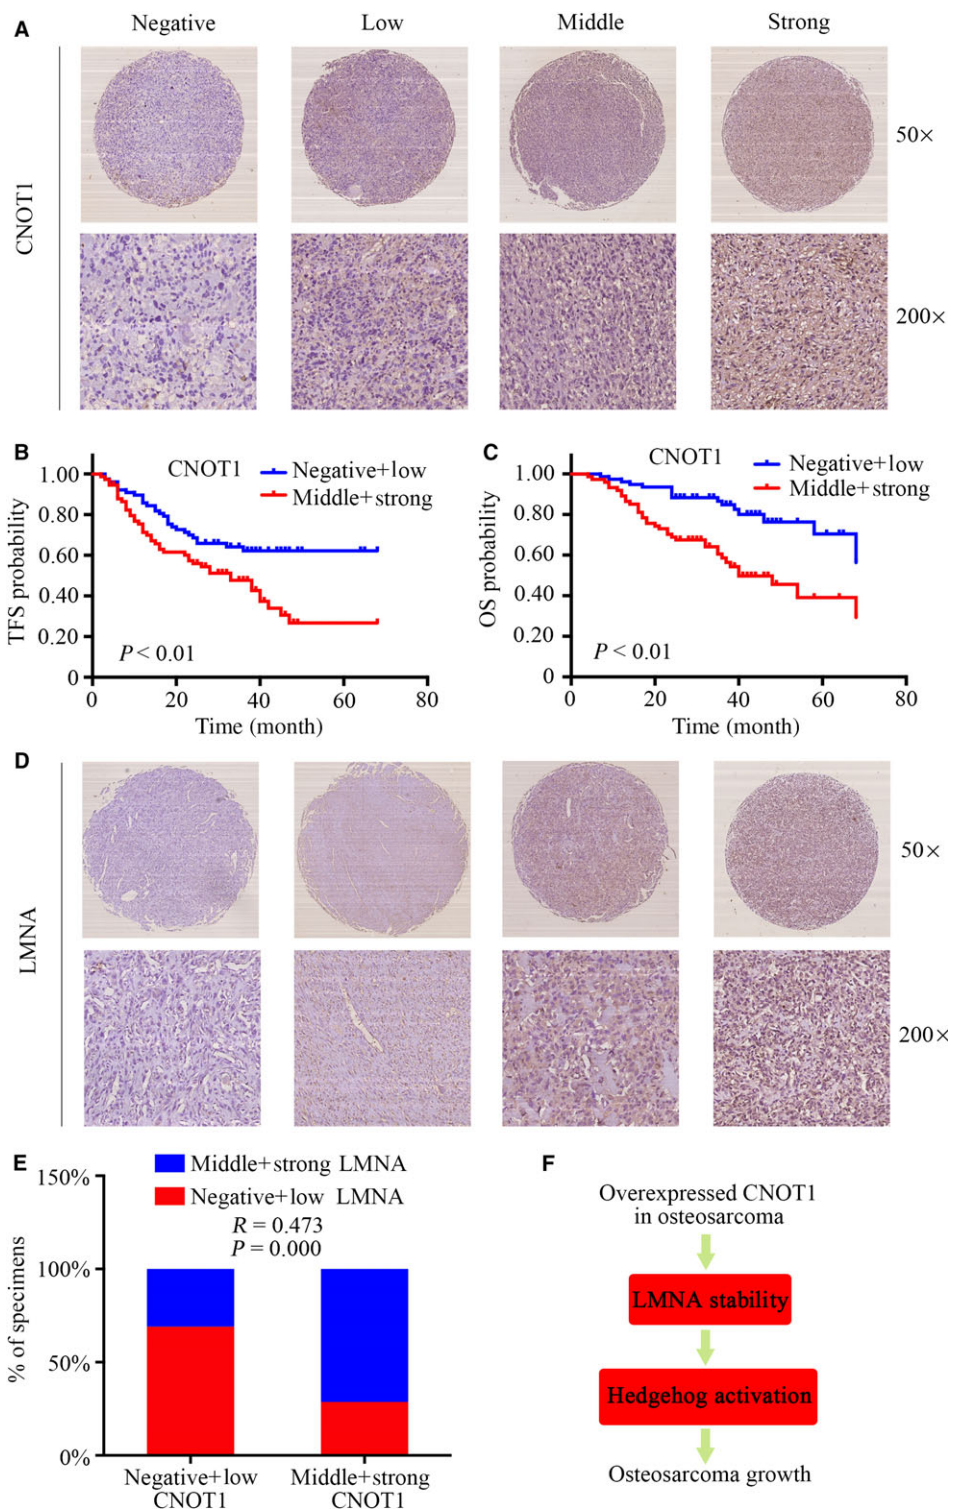 A
Negative Low Middle Strong
CNOT1
50×
200×
B
CNOT1
Negative+low
Middle+strong
TFS probability
1.00
0.80
0.60
0.40
0.20
0
P < 0.01
0 20 40 60 80
Time (month)
C
CNOT1
Negative+low
Middle+strong
OS probability
1.00
0.80
0.60
0.40
0.20
0
P < 0.01
0 20 40 60 80
Time (month)
D
LMNA
50×
200×
E
Middle+strong LMNA
Negative+low LMNA
R = 0.473
P = 0.000
% of specimens
150%
100%
50%
0%
Negative+low
CNOT1
Middle+strong
CNOT1
F
Overexpressed CNOT1
in osteosarcoma
LMNA stability
Hedgehog activation
Osteosarcoma growth